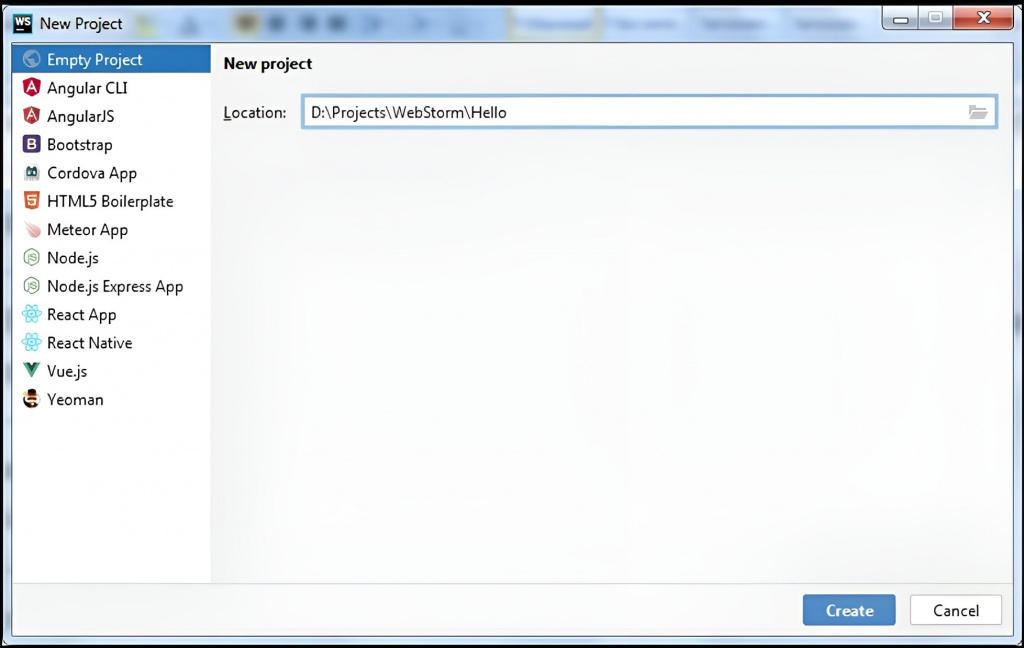 WS New Project
Empty Project
Angular CLI
AngularJS
Bootstrap
Cordova App
HTML5 Boilerplate
Meteor App
Node.js
Node.js Express App
React App
React Native
Vue.js
Yeoman
New project
Location: D:\Projects\WebStorm\Hello
Create Cancel